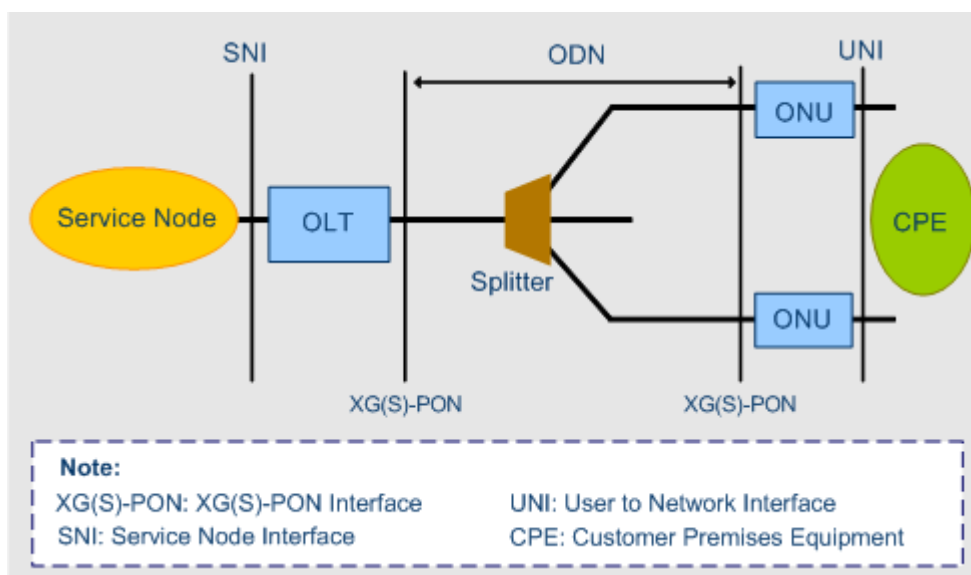 SNI
ODN
UNI
ONU
Service Node
OLT
CPE
Splitter
ONU
XG(S)-PON
XG(S)-PON
Note:
XG(S)-PON: XG(S)-PON Interface
UNI: User to Network Interface
SNI: Service Node Interface
CPE: Customer Premises Equipment